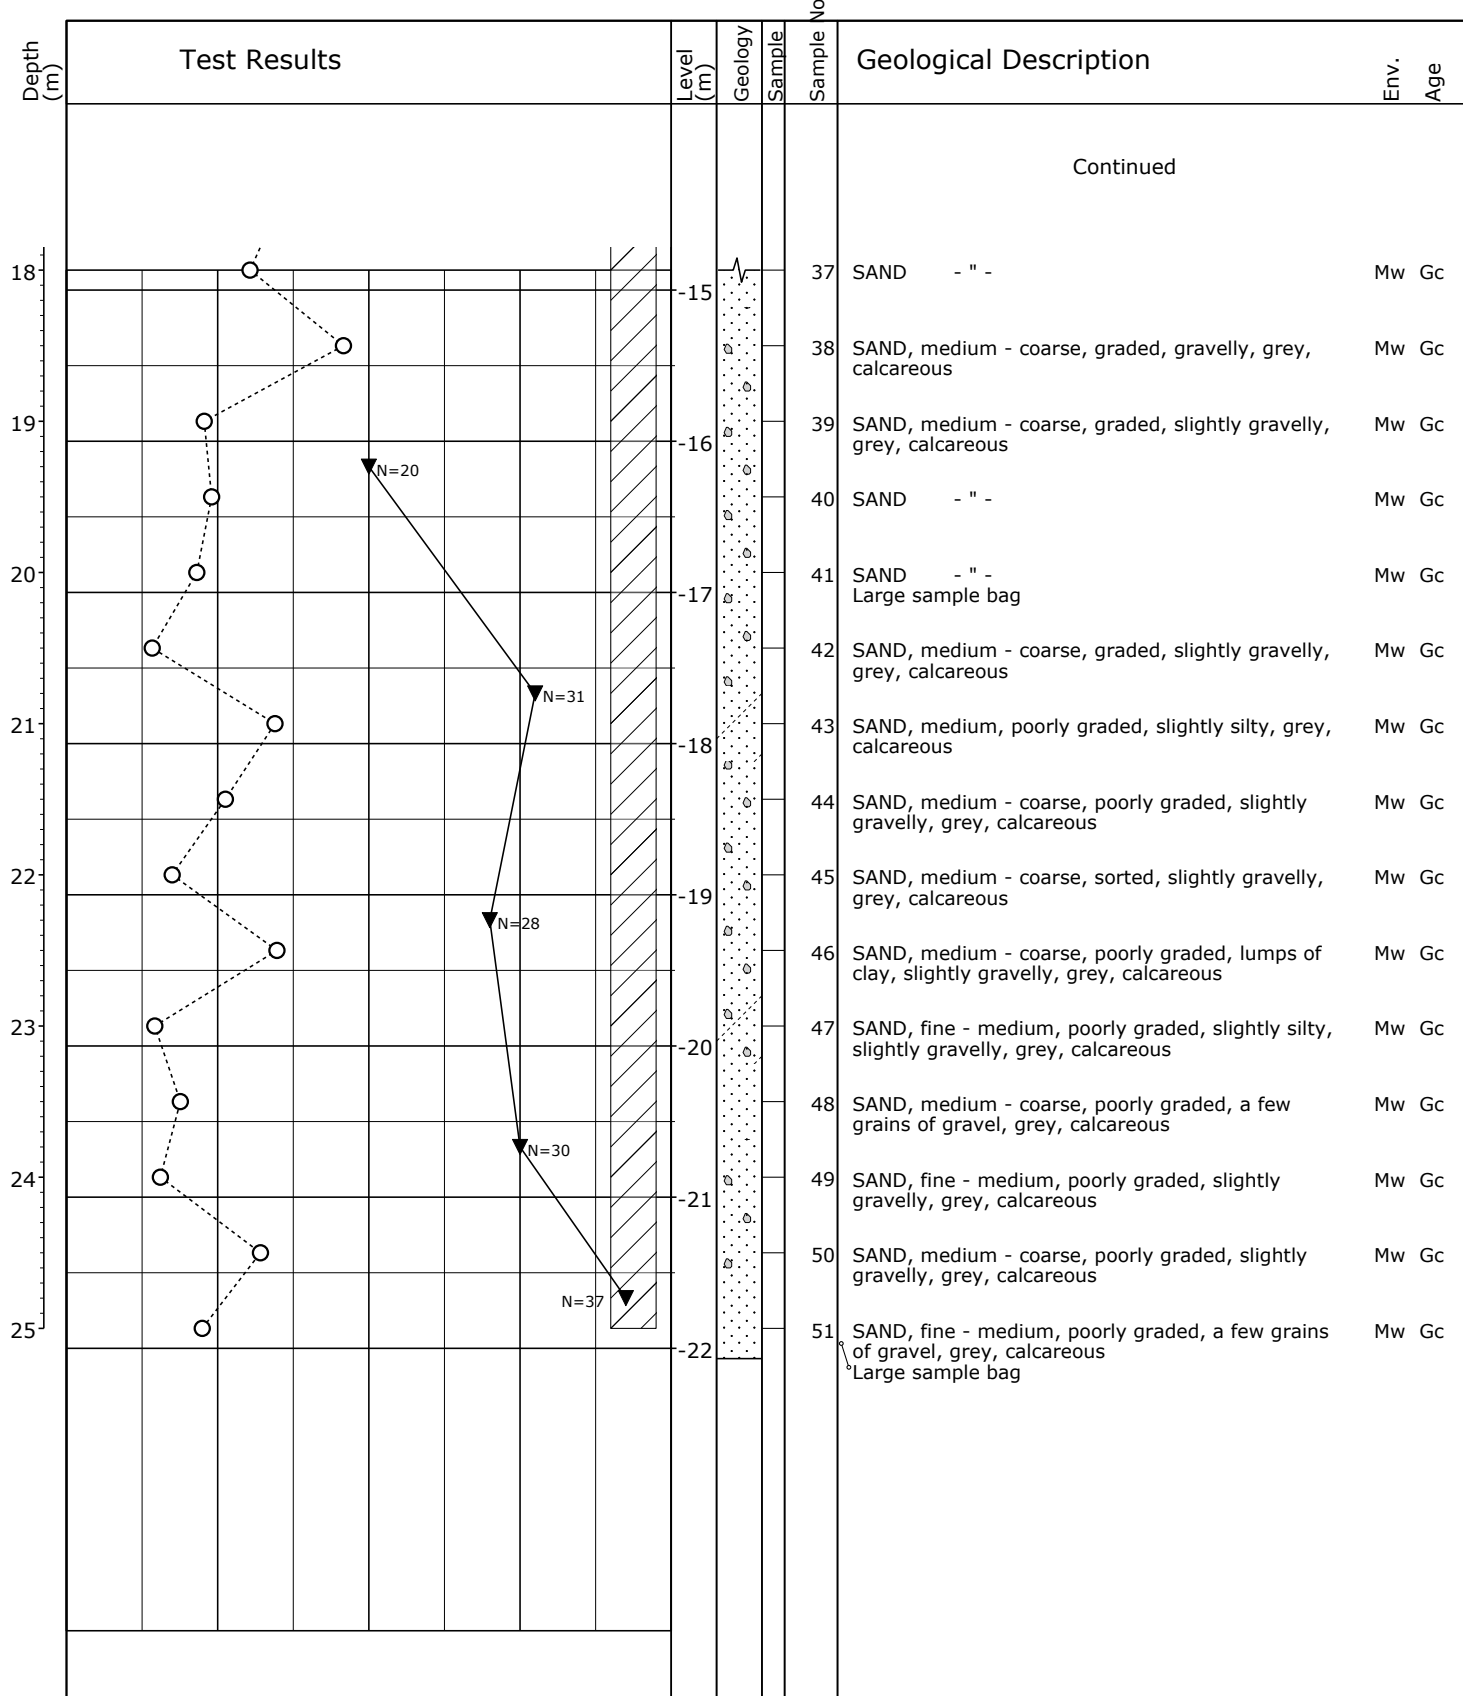 Depth (m)
Test Results
Level (m)
Geology
Sample
Sample No
Geological Description
Env.
Age
Continued
18
-15
37 SAND - " - Mw Gc
38 SAND, medium - coarse, graded, gravelly, grey, Mw Gc
calcareous
19
-16
39 SAND, medium - coarse, graded, slightly gravelly, Mw Gc
grey, calcareous
N=20
40 SAND - " - Mw Gc
20
-17
41 SAND - " - Mw Gc
Large sample bag
42 SAND, medium - coarse, graded, slightly gravelly, Mw Gc
grey, calcareous
N=31
21
-18
43 SAND, medium, poorly graded, slightly silty, grey, Mw Gc
calcareous
44 SAND, medium - coarse, poorly graded, slightly Mw Gc
gravelly, grey, calcareous
22
-19
45 SAND, medium - coarse, sorted, slightly gravelly, Mw Gc
grey, calcareous
N=28
46 SAND, medium - coarse, poorly graded, lumps of Mw Gc
clay, slightly gravelly, grey, calcareous
23
-20
47 SAND, fine - medium, poorly graded, slightly silty, Mw Gc
slightly gravelly, grey, calcareous
48 SAND, medium - coarse, poorly graded, a few Mw Gc
grains of gravel, grey, calcareous
N=30
24
-21
49 SAND, fine - medium, poorly graded, slightly Mw Gc
gravelly, grey, calcareous
50 SAND, medium - coarse, poorly graded, slightly Mw Gc
gravelly, grey, calcareous
N=37
25
-22
51 SAND, fine - medium, poorly graded, a few grains Mw Gc
of gravel, grey, calcareous
Large sample bag